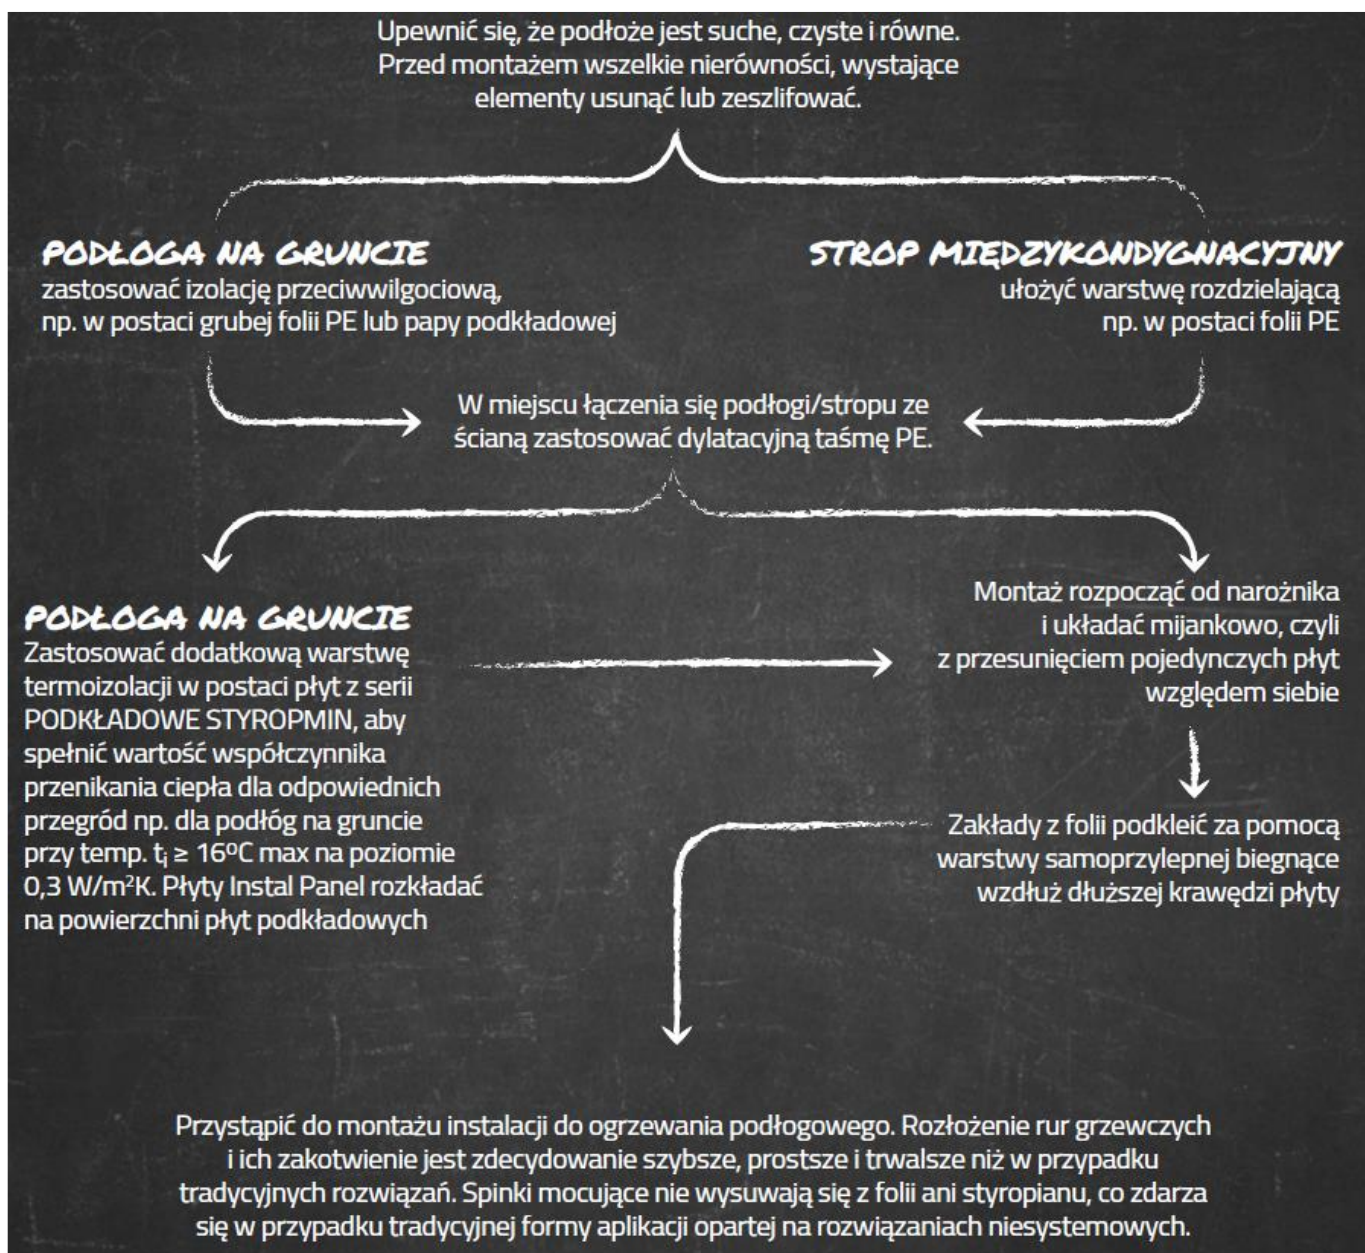 Upewnić się, że podłoże jest suche, czyste i równe.
Przed montażem wszelkie nierówności, wystające
elementy usunąć lub zeszlifować.
PODŁOGA NA GRUNCIE
zastosować izolację przeciwwilgociową,
np. w postaci grubej folii PE lub papy podkładowej
STROP MIĘDZYKONDYGNACYJNY
ułożyć warstwę rozdzielającą
np. w postaci folii PE
W miejscu łączenia się podłogi/stropu ze
ścianą zastosować dylatacyjną taśmę PE.
PODŁOGA NA GRUNCIE
Zastosować dodatkową warstwę
termoizolacji w postaci płyt z serii
PODKŁADOWE STYROPMIN, aby
spełnić wartość współczynnika
przenikania ciepła dla odpowiednich
przegród np. dla podłóg na gruncie
przy temp. tᵢ ≥ 16ºC max na poziomie
0,3 W/m²K. Płyty Instal Panel rozkładać
na powierzchni płyt podkładowych
Montaż rozpocząć od narożnika
i układać mijankowo, czyli
z przesunięciem pojedynczych płyt
względem siebie
Zakłady z folii podkleić za pomocą
warstwy samoprzylepnej biegnące
wzdłuż dłuższej krawędzi płyty
Przystąpić do montażu instalacji do ogrzewania podłogowego. Rozłożenie rur grzewczych
i ich zakotwienie jest zdecydowanie szybsze, prostsze i trwalsze niż w przypadku
tradycyjnych rozwiązań. Spinki mocujące nie wysuwają się z folii ani styropianu, co zdarza
się w przypadku tradycyjnej formy aplikacji opartej na rozwiązaniach niesystemowych.